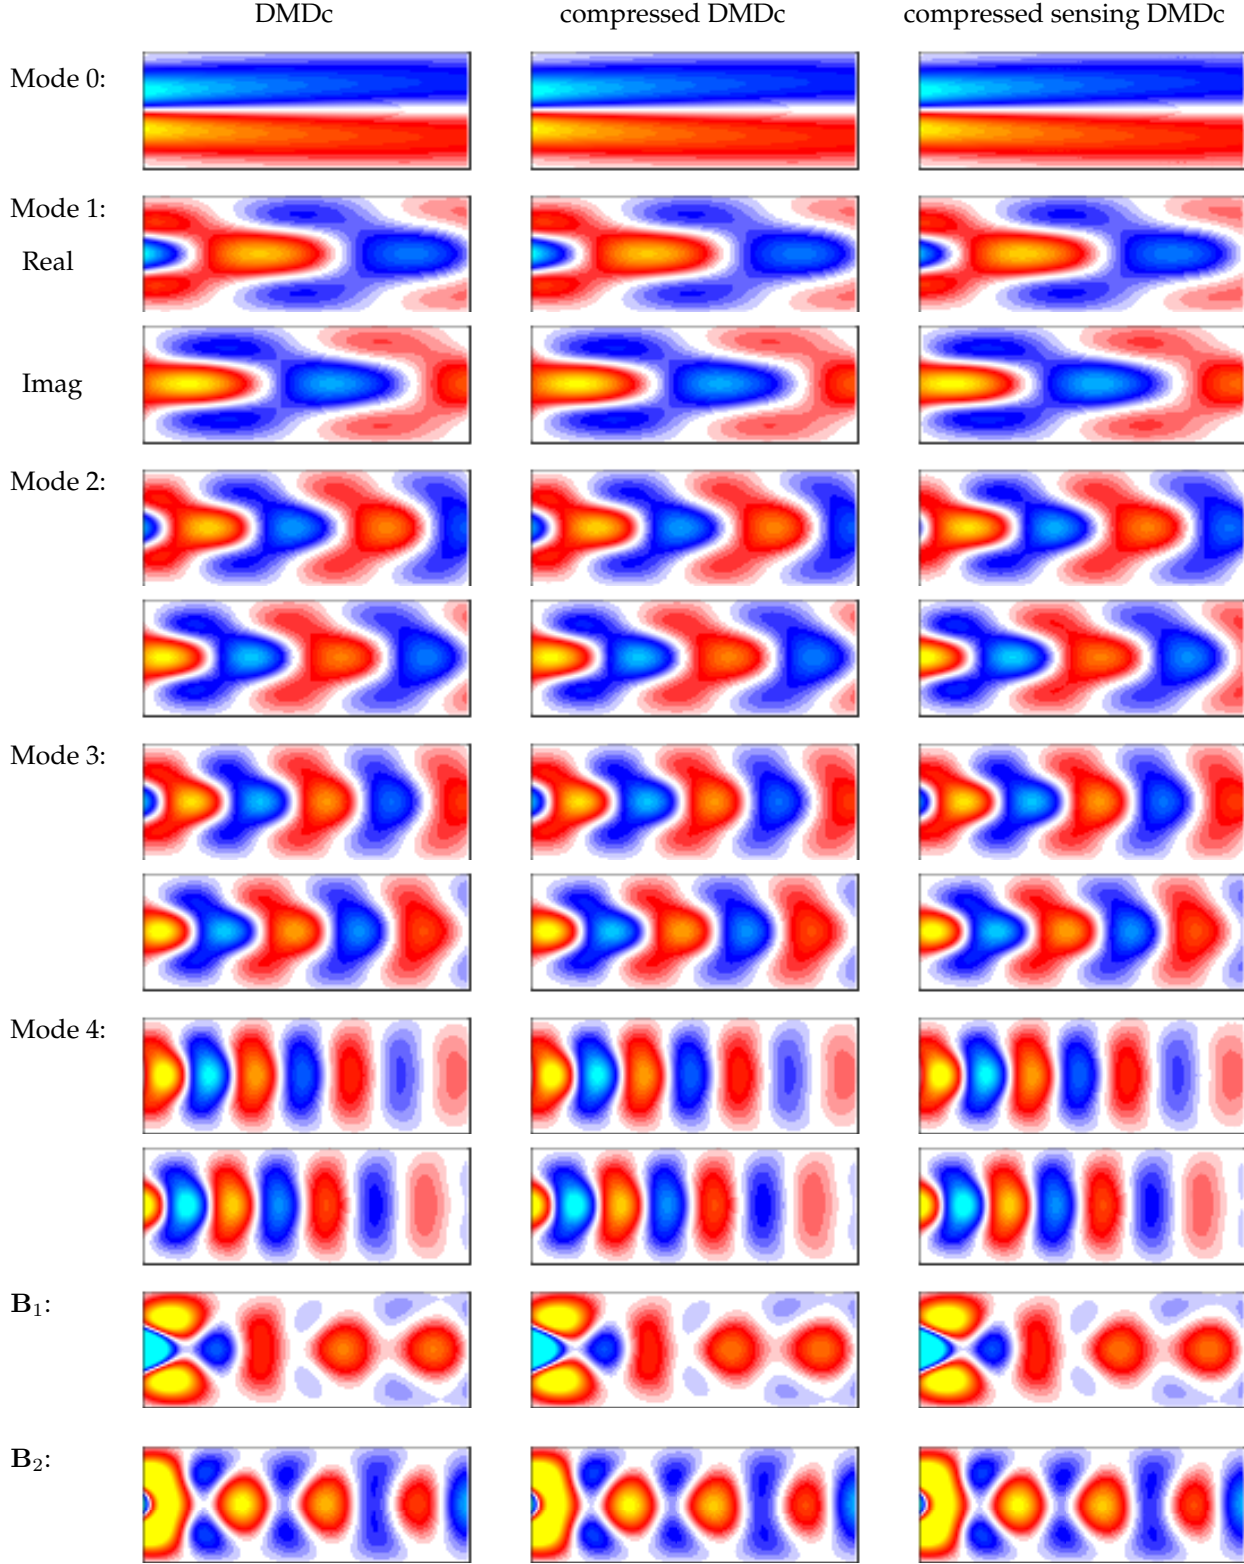 DMDc compressed DMDc compressed sensing DMDc
Mode 0:
Mode 1:
Real
Imag
Mode 2:
Mode 3:
Mode 4:
B₁:
B₂: